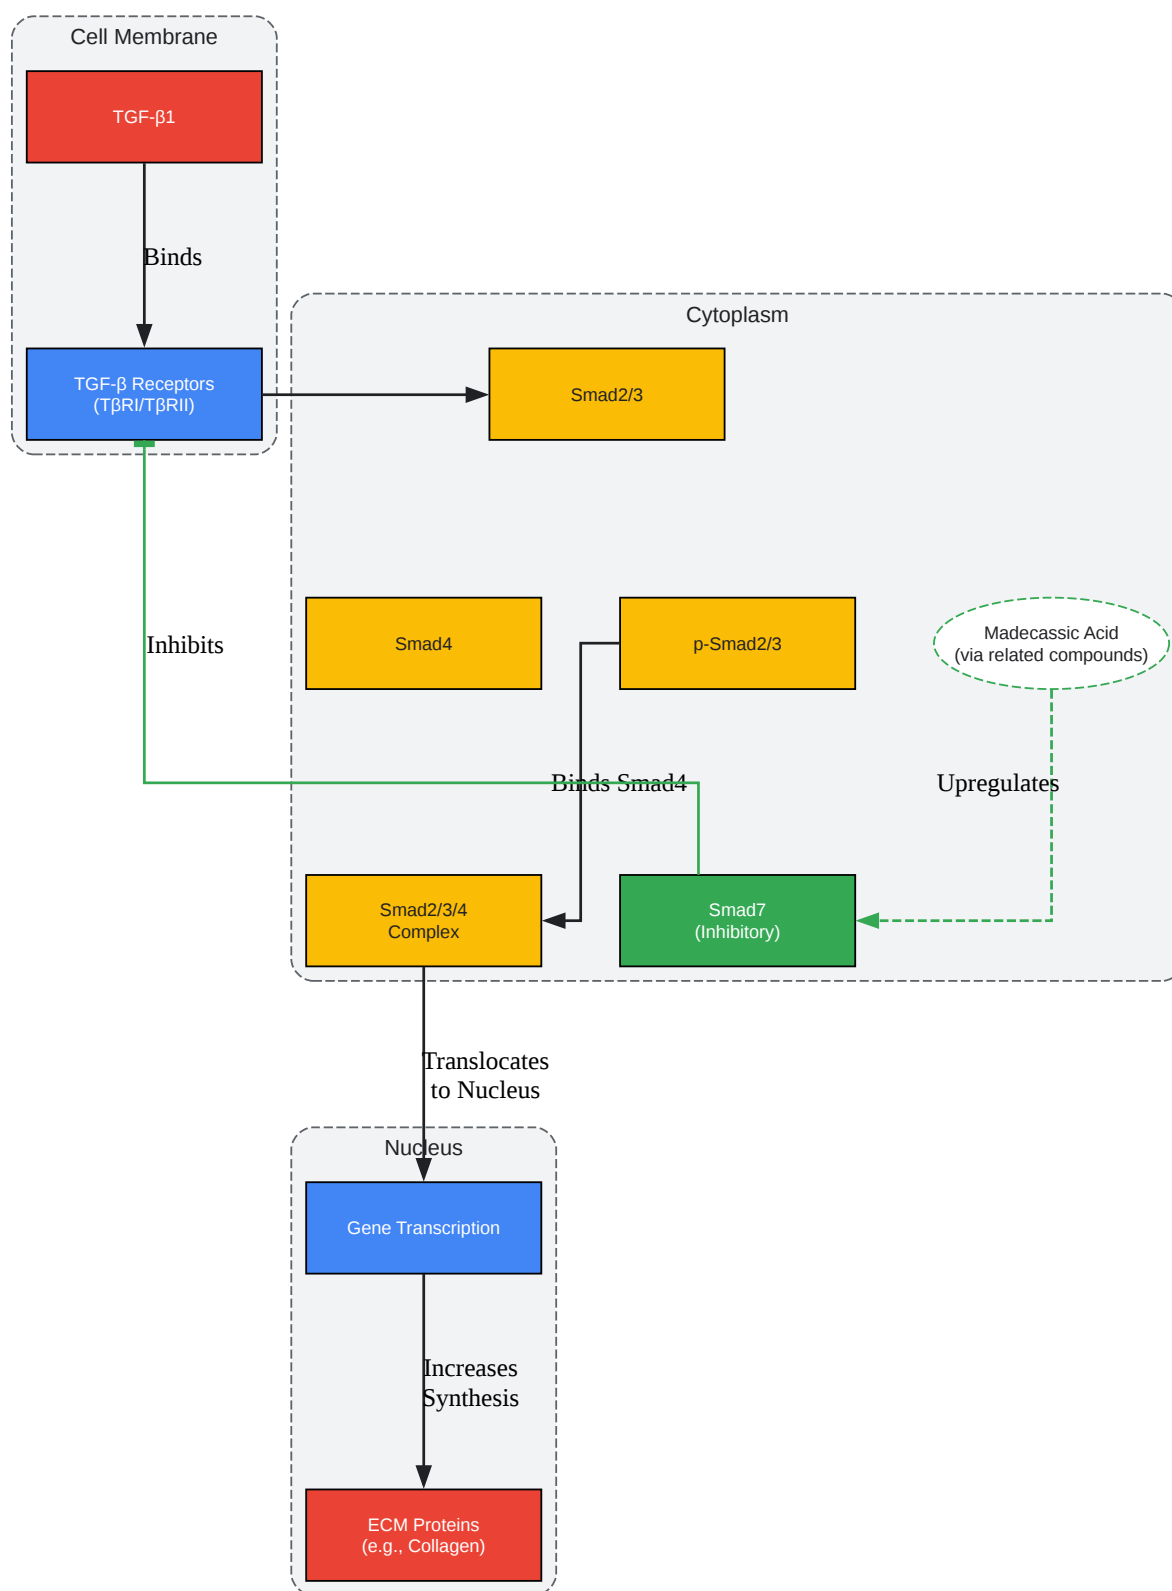 Cell Membrane
TGF-β1
Binds
Cytoplasm
TGF-β Receptors
(TβRI/TβRII)
Smad2/3
Inhibits
Smad4
p-Smad2/3
Madecassic Acid
(via related compounds)
Binds Smad4
Upregulates
Smad2/3/4
Complex
Smad7
(Inhibitory)
Translocates
to Nucleus
Nucleus
Gene Transcription
Increases
Synthesis
ECM Proteins
(e.g., Collagen)